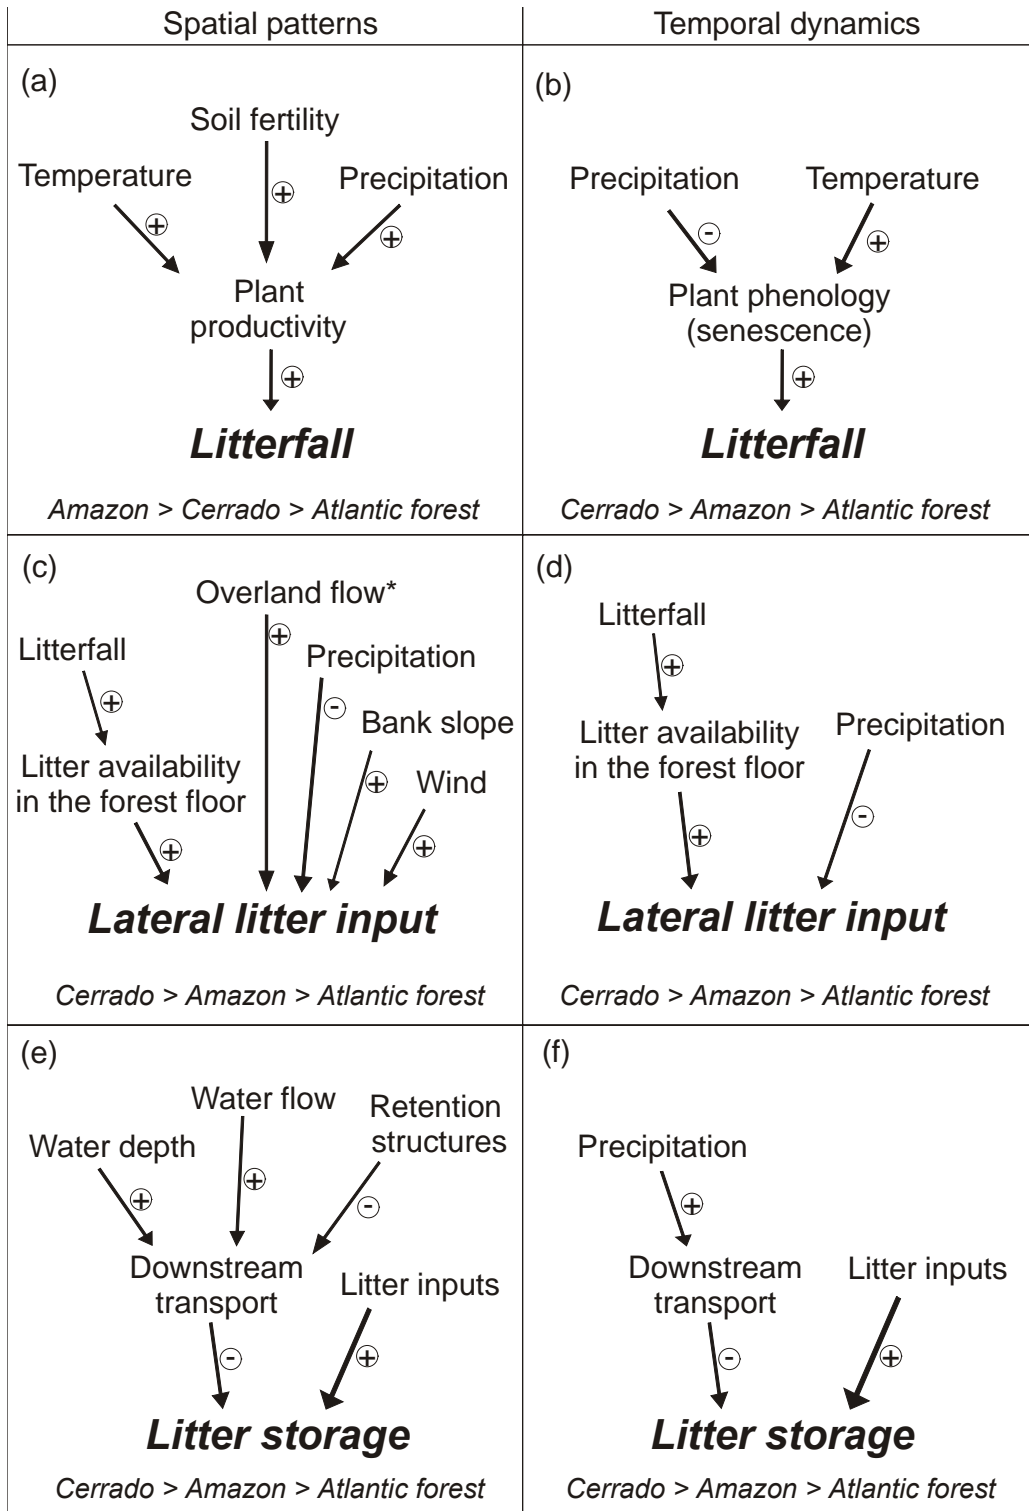 Spatial patterns
Temporal dynamics
(a)
Soil fertility
Temperature
Precipitation
+
+
+
Plant
productivity
+
Litterfall
Amazon > Cerrado > Atlantic forest
(b)
Precipitation
Temperature
-
+
Plant phenology
(senescence)
+
Litterfall
Cerrado > Amazon > Atlantic forest
(c)
Overland flow*
Litterfall
+
Precipitation
+
-
Bank slope
Litter availability
in the forest floor
+
Wind
+
+
Lateral litter input
Cerrado > Amazon > Atlantic forest
(d)
Litterfall
+
Litter availability
in the forest floor
Precipitation
+
-
Lateral litter input
Cerrado > Amazon > Atlantic forest
(e)
Water flow
Retention
structures
Water depth
+
+
-
Downstream
transport
Litter inputs
-
+
Litter storage
Cerrado > Amazon > Atlantic forest
(f)
Precipitation
+
Downstream
transport
Litter inputs
-
+
Litter storage
Cerrado > Amazon > Atlantic forest